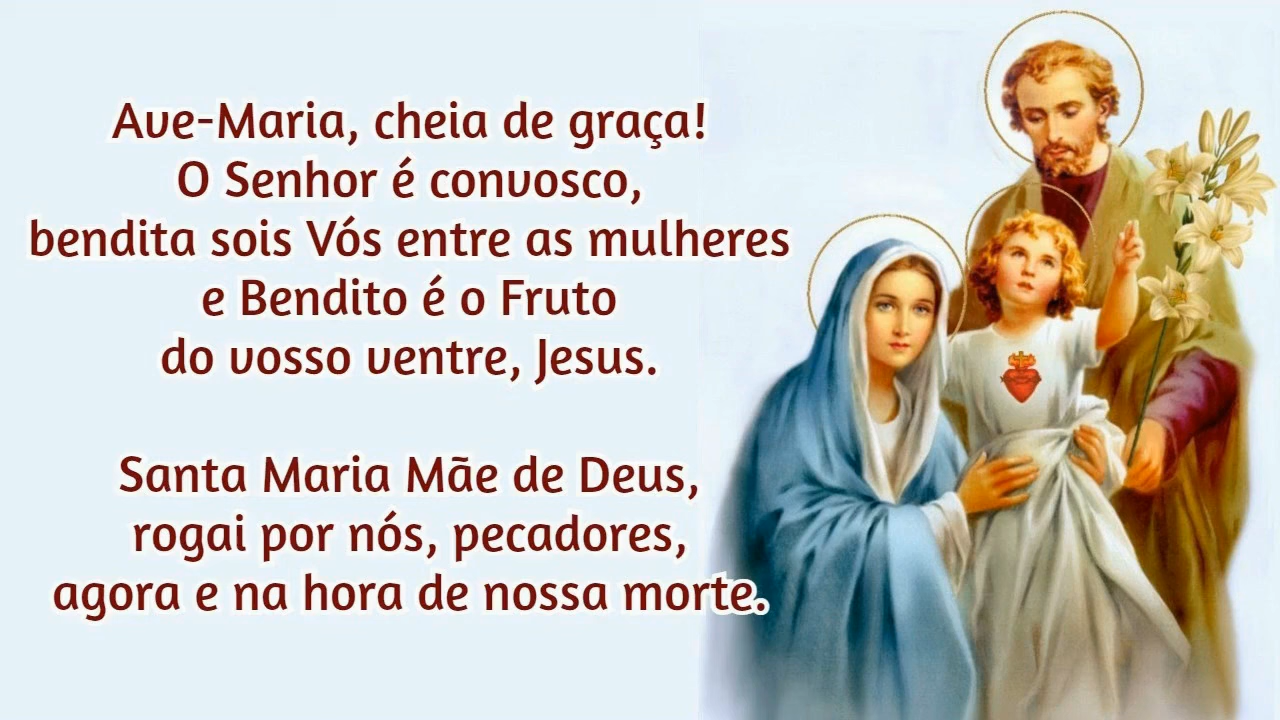 Ave-Maria, cheia de graça!
O Senhor é convosco,
bendita sois Vós entre as mulheres
e Bendito é o Fruto
do vosso ventre, Jesus.
Santa Maria Mãe de Deus,
rogai por nós, pecadores,
agora e na hora de nossa morte.